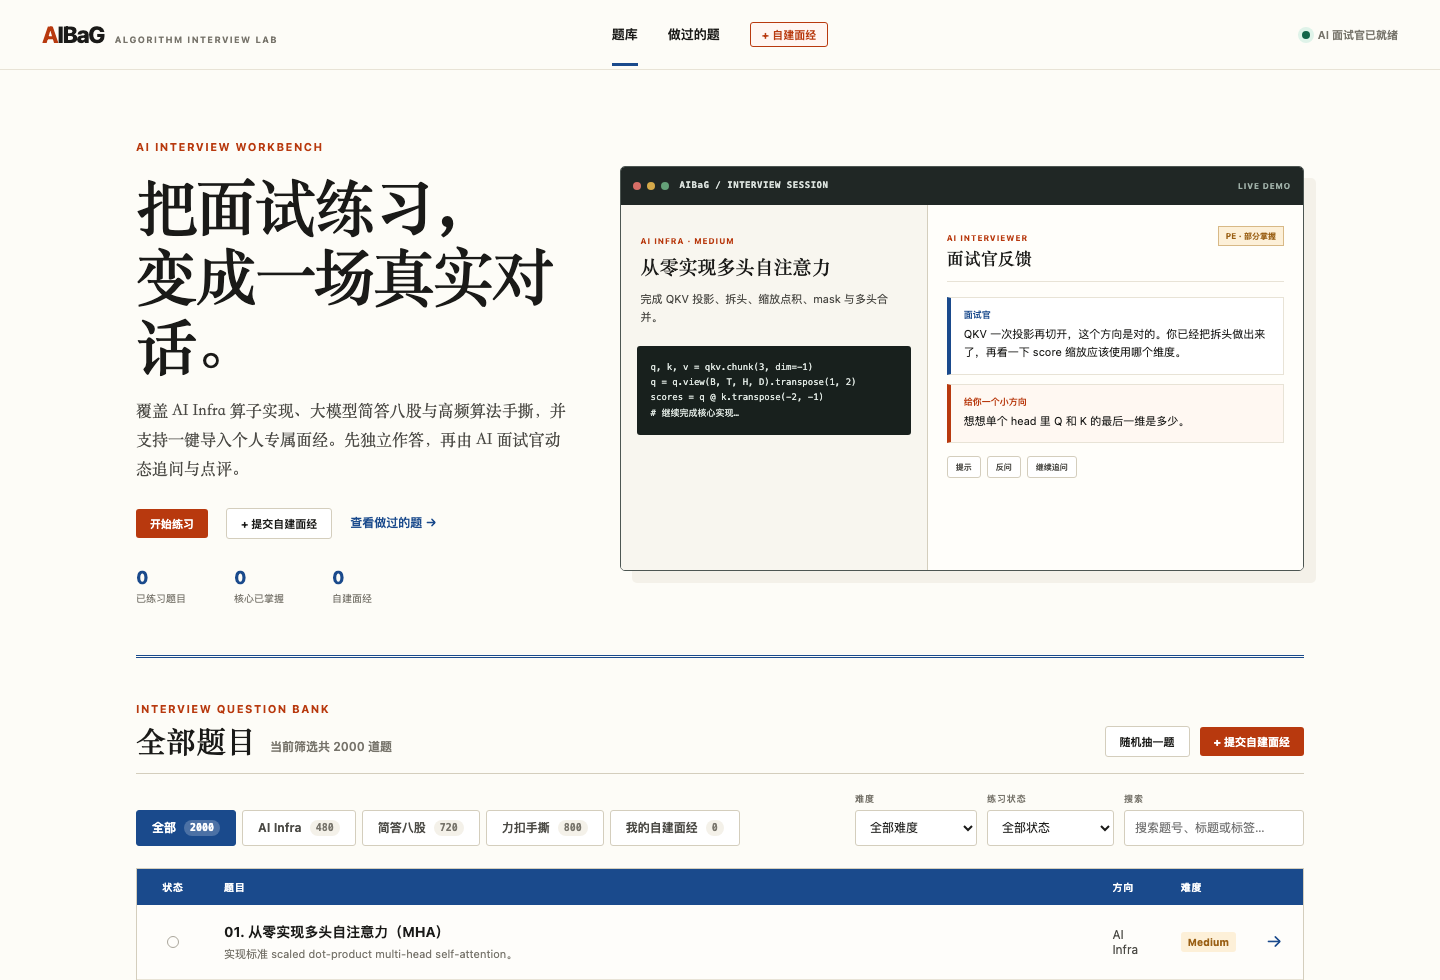 AIBaG ALGORITHM INTERVIEW LAB
题库 做过的题 + 自建面经
AI 面试官已就绪
AI INTERVIEW WORKBENCH
把面试练习，
变成一场真实对
话。
覆盖 AI Infra 算子实现、大模型简答八股与高频算法手撕，并
支持一键导入个人专属面经。先独立作答，再由 AI 面试官动
态追问与点评。
开始练习 + 提交自建面经 查看做过的题 →
0 0 0
已练习题目 核心已掌握 自建面经
AIBaG / INTERVIEW SESSION LIVE DEMO
AI INFRA · MEDIUM
从零实现多头自注意力
完成 QKV 投影、拆头、缩放点积、mask 与多头合
并。
q, k, v = qkv.chunk(3, dim=-1)
q = q.view(B, T, H, D).transpose(1, 2)
scores = q @ k.transpose(-2, -1)
# 继续完成核心实现…
AI INTERVIEWER
面试官反馈
PE · 部分掌握
面试官
QKV 一次投影再切开，这个方向是对的。你已经把拆头做出来
了，再看一下 score 缩放应该使用哪个维度。
给你一个小方向
想想单个 head 里 Q 和 K 的最后一维是多少。
提示 反问 继续追问
INTERVIEW QUESTION BANK
全部题目 当前筛选共 2000 道题
随机抽一题 + 提交自建面经
全部 2000 AI Infra 480 简答八股 720 力扣手撕 800 我的自建面经 0
难度 练习状态 搜索
全部难度 全部状态 搜索题号、标题或标签...
状态 题目 方向 难度
01. 从零实现多头自注意力（MHA）
实现标准 scaled dot-product multi-head self-attention。
AI
Infra
Medium →